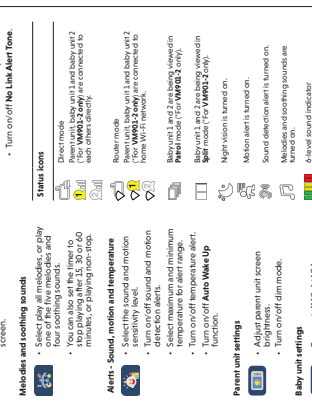 screen.
Melodies and soothing sounds
• Select play all melodies, or play
one of the five melodies and
four soothing sounds.
• You can also set the timer to
stop playing after 15, 30 or 60
minutes, or playing non-stop.
Alerts - Sound, motion and temperature
• Select the sound and motion
sensitivity level.
• Turn on/off sound and motion
detection alerts.
• Select maximum and minimum
temperature for alert range.
• Turn on/off temperature alert.
• Turn on/off Auto Wake Up
function.
Parent unit settings
• Adjust parent unit screen
brightness.
• Turn on/off dim mode.
Baby unit settings
• Turn on/off No Link Alert Tone.
Status icons
Direct mode
Parent unit, baby unit 1 and baby unit 2
(*For VM901-2 only) are connected to
each others directly.
Router mode
Parent unit, baby unit 1 and baby unit 2
(*For VM901-2 only) are connected to
home Wi-Fi network.
Baby unit 1 and 2 are being viewed in
Patrol mode (*For VM901-2 only).
Baby unit 1 and 2 are being viewed in
Split mode (*For VM901-2 only).
Night vision is turned on.
Motion alert is turned on.
Sound detection alert is turned on.
Melodies and soothing sounds are
turned on.
6-level sound indicator